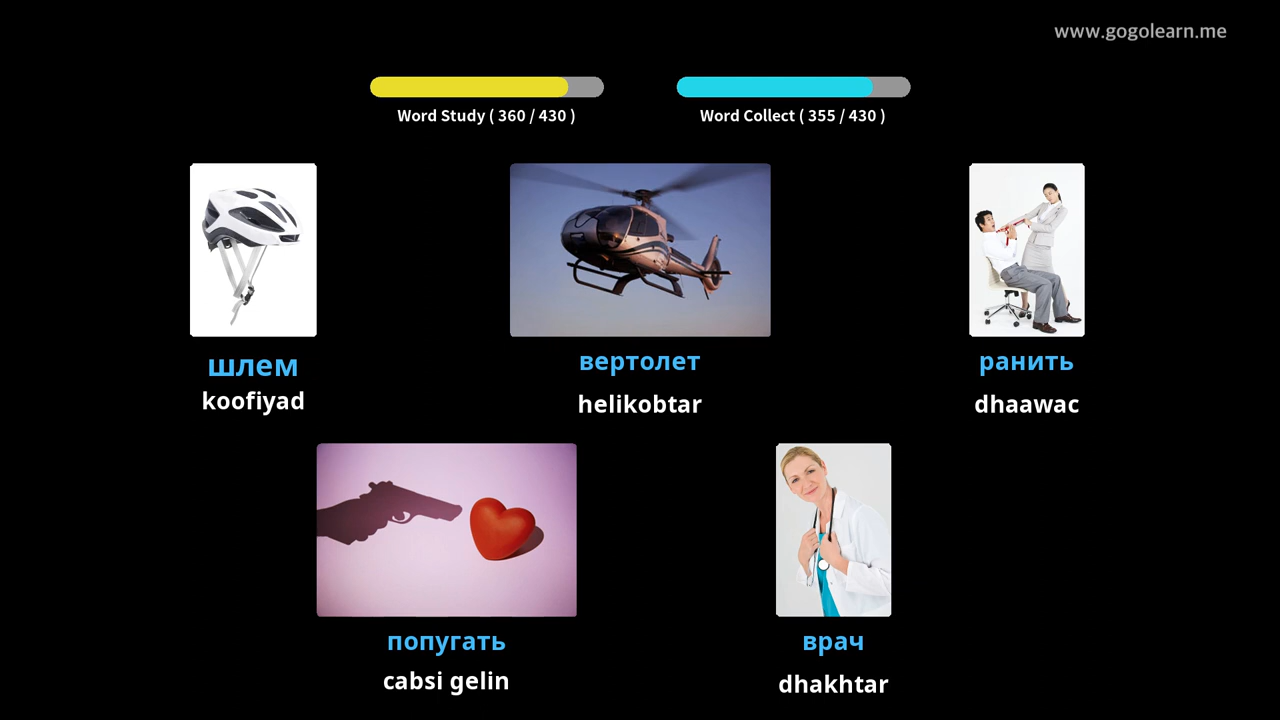 www.gogolearn.me
Word Study ( 360 / 430 )
Word Collect ( 355 / 430 )
шлем
koofiyad
вертолет
helikobtar
ранить
dhaawac
попугать
cabsi gelin
врач
dhakhtar